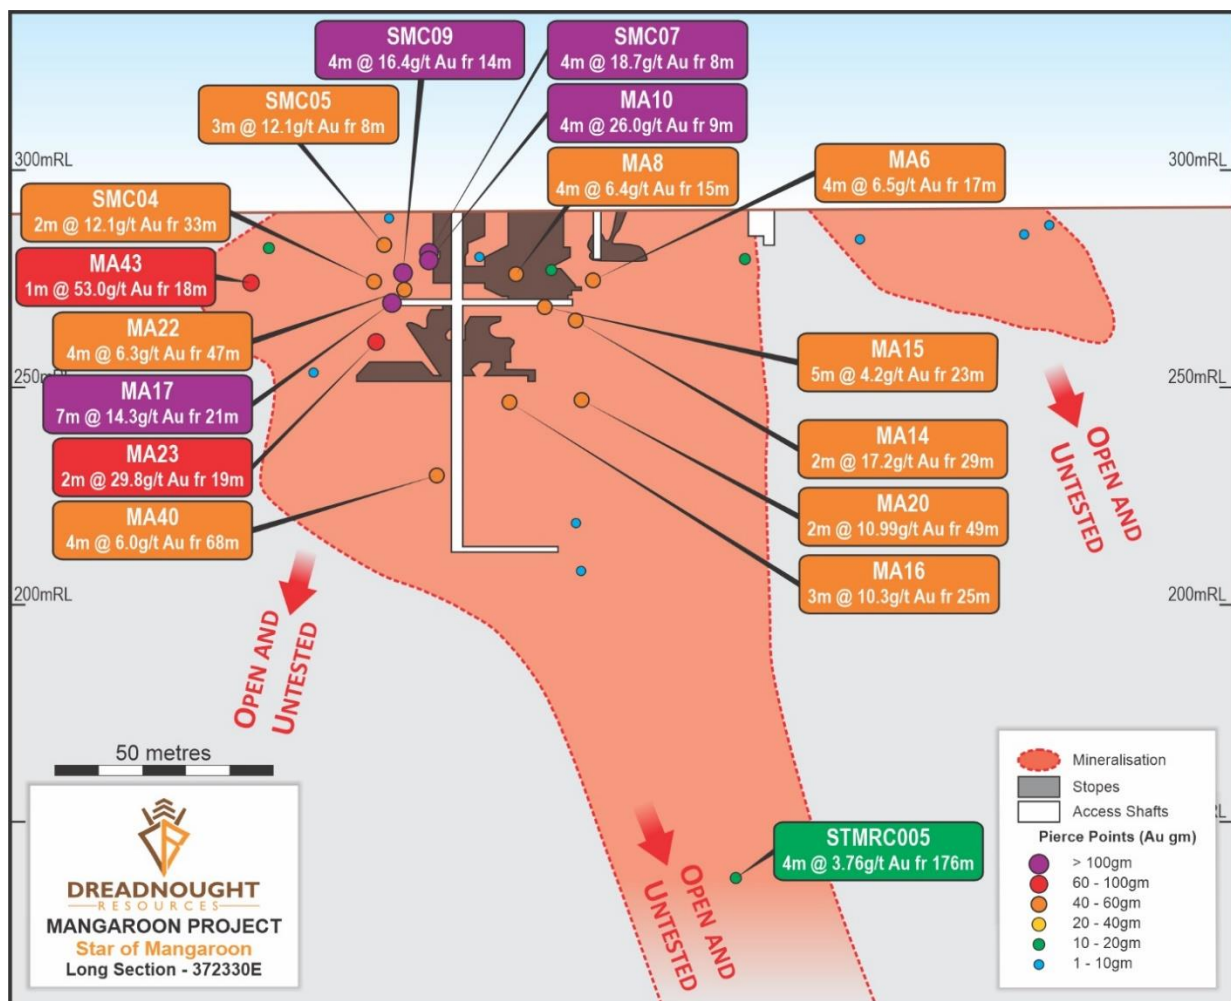 SMC09
4m @ 16.4g/t Au fr 14m
SMC07
4m @ 18.7g/t Au fr 8m
SMC05
3m @ 12.1g/t Au fr 8m
MA10
4m @ 26.0g/t Au fr 9m
MA8
4m @ 6.4g/t Au fr 15m
MA6
4m @ 6.5g/t Au fr 17m
300mRL
300mRL
SMC04
2m @ 12.1g/t Au fr 33m
MA43
1m @ 53.0g/t Au fr 18m
MA22
4m @ 6.3g/t Au fr 47m
MA17
7m @ 14.3g/t Au fr 21m
MA23
2m @ 29.8g/t Au fr 19m
MA40
4m @ 6.0g/t Au fr 68m
MA15
5m @ 4.2g/t Au fr 23m
MA14
2m @ 17.2g/t Au fr 29m
MA20
2m @ 10.99g/t Au fr 49m
MA16
3m @ 10.3g/t Au fr 25m
250mRL
250mRL
OPEN AND
UNTESTED
200mRL
200mRL
OPEN AND
UNTESTED
STMRC005
4m @ 3.76g/t Au fr 176m
OPEN AND
UNTESTED
50 metres
DREADNOUGHT
RESOURCES
MANGAROON PROJECT
Star of Mangaroon
Long Section - 372330E
Mineralisation
Stopes
Access Shafts
Pierce Points (Au gm)
> 100gm
60 - 100gm
40 - 60gm
20 - 40gm
10 - 20gm
1 - 10gm